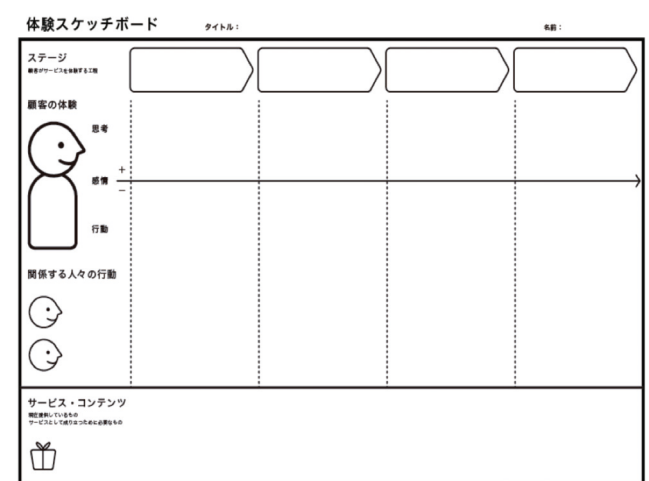 体験スケッチボード
タイトル：
名前：
ステージ
顧客がサービスを体験する工程
顧客の体験
思考
+
感情
−
行動
関係する人々の行動
サービス・コンテンツ
現在提供しているもの
サービスとして成り立つために必要なもの